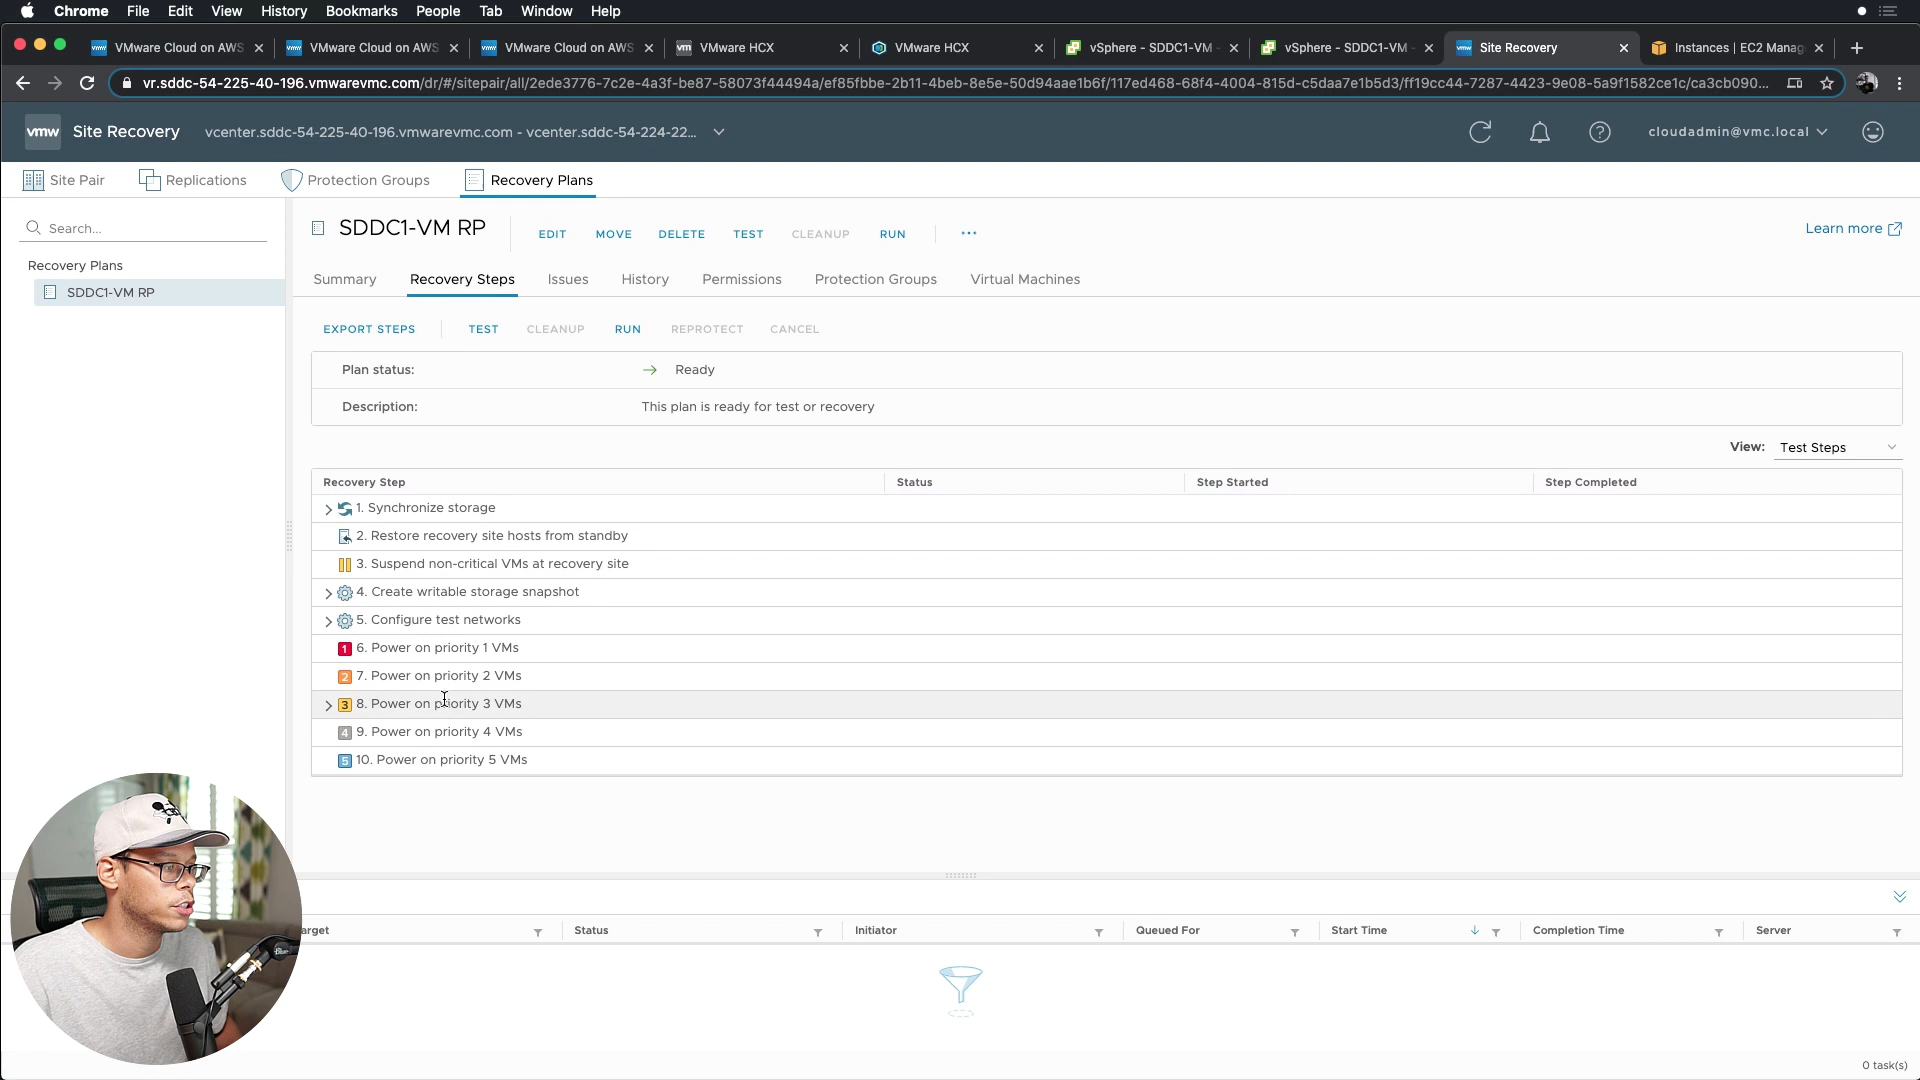 Chrome File Edit View History Bookmarks People Tab Window Help
VMware Cloud on AWS VMware Cloud on AWS VMware Cloud on AWS vm VMware HCX VMware HCX vSphere - SDDC1-VM - vSphere - SDDC1-VM - vmw Site Recovery Instances | EC2 Manag
vr.sddc-54-225-40-196.vmwarevmc.com/dr/#/sitepair/all/2ede3776-7c2e-4a3f-be87-58073f44494a/ef85fbbe-2b11-4beb-8e5e-50d94aae1b6f/117ed468-68f4-4004-815d-c5daa7e1b5d3/ff19cc44-7287-4423-9e08-5a9f1582ce1c/ca3cb090...
vmw Site Recovery vcenter.sddc-54-225-40-196.vmwarevmc.com - vcenter.sddc-54-224-22... cloudadmin@vmc.local
Site Pair Replications Protection Groups Recovery Plans
Search...
Recovery Plans
SDDC1-VM RP
SDDC1-VM RP EDIT MOVE DELETE TEST CLEANUP RUN ... Learn more
Summary Recovery Steps Issues History Permissions Protection Groups Virtual Machines
EXPORT STEPS TEST CLEANUP RUN REPROTECT CANCEL
Plan status: Ready
Description: This plan is ready for test or recovery
View: Test Steps
Recovery Step Status Step Started Step Completed
1. Synchronize storage
2. Restore recovery site hosts from standby
3. Suspend non-critical VMs at recovery site
4. Create writable storage snapshot
5. Configure test networks
1 6. Power on priority 1 VMs
2 7. Power on priority 2 VMs
3 8. Power on priority 3 VMs
4 9. Power on priority 4 VMs
5 10. Power on priority 5 VMs
arget Status Initiator Queued For Start Time Completion Time Server
0 task(s)